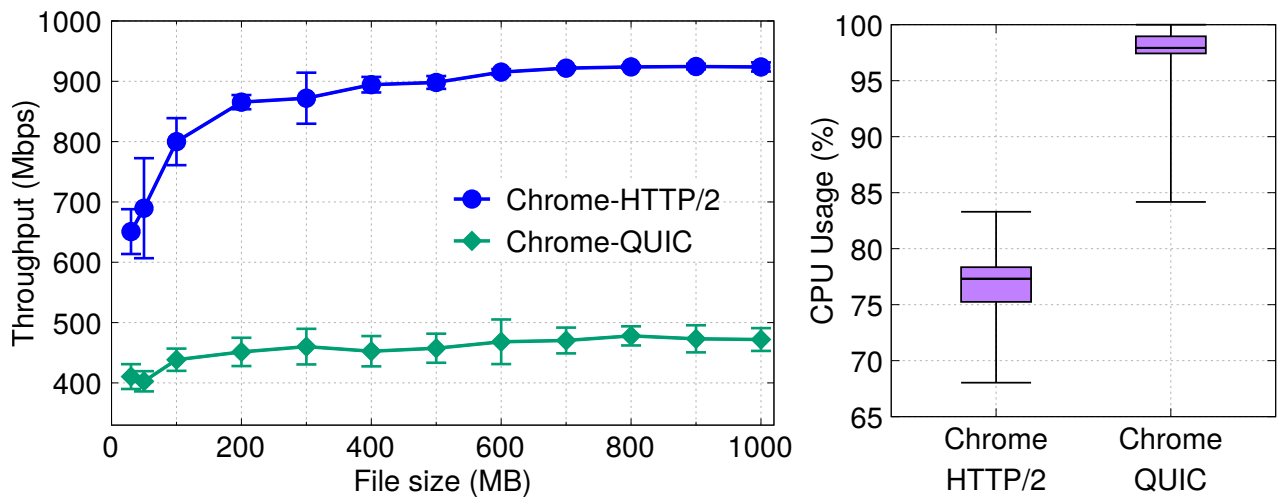 Throughput (Mbps)
1000
900
800
700
600
500
400
0
200
400
600
800
1000
File size (MB)
Chrome-HTTP/2
Chrome-QUIC
CPU Usage (%)
100
95
90
85
80
75
70
65
Chrome
HTTP/2
Chrome
QUIC